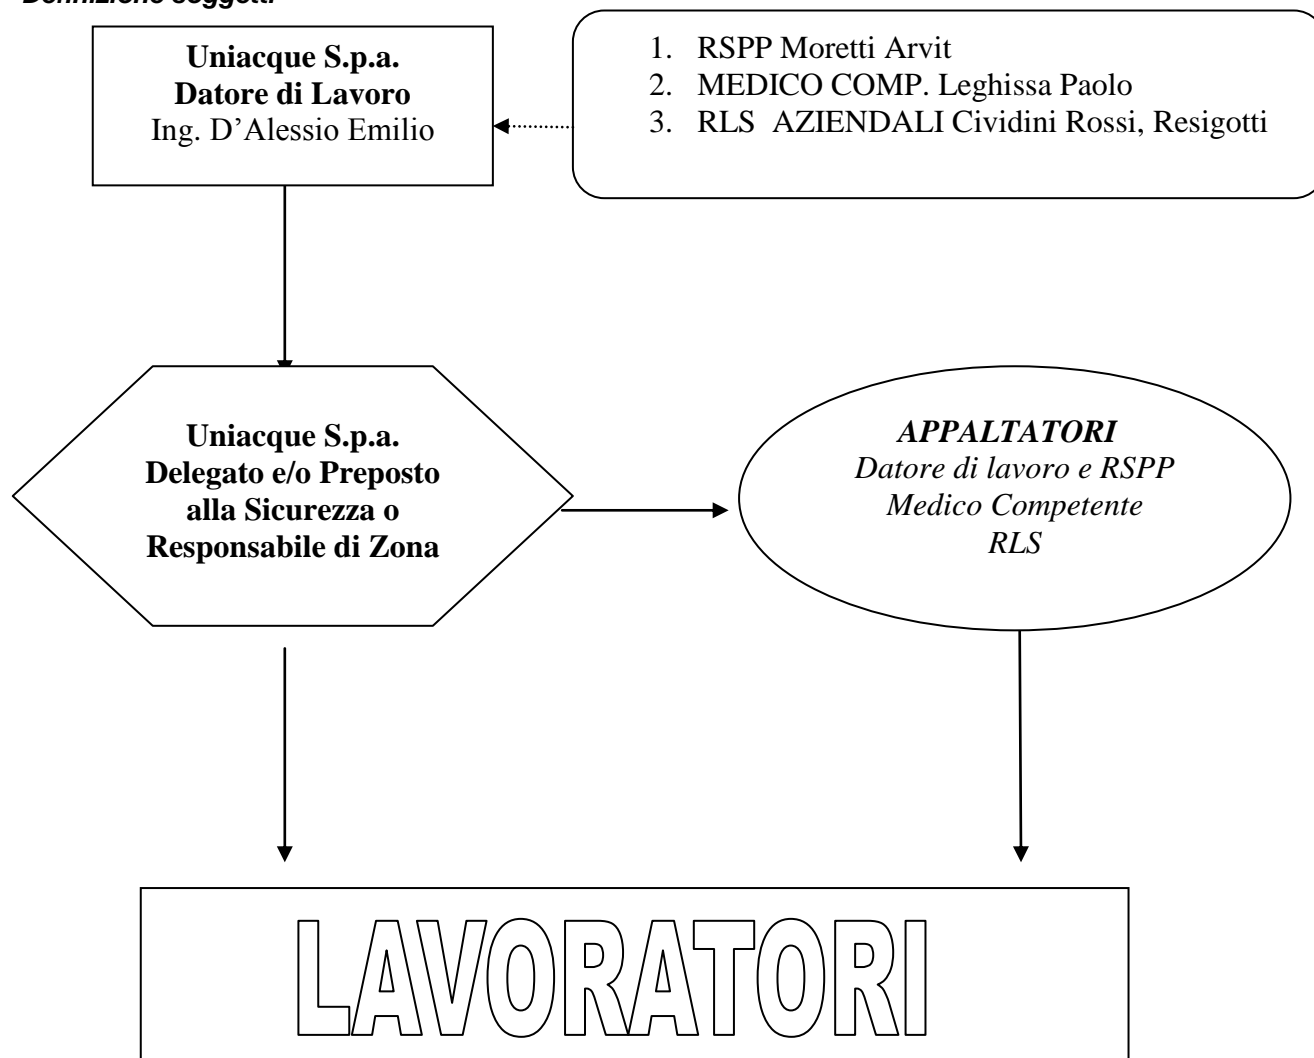 Definizione soggetti
Uniacque S.p.a.
Datore di Lavoro
Ing. D’Alessio Emilio
1. RSPP Moretti Arvit
2. MEDICO COMP. Leghissa Paolo
3. RLS AZIENDALI Cividini Rossi, Resigotti
Uniacque S.p.a.
Delegato e/o Preposto
alla Sicurezza o
Responsabile di Zona
APPALTATORI
Datore di lavoro e RSPP
Medico Competente
RLS
LAVORATORI